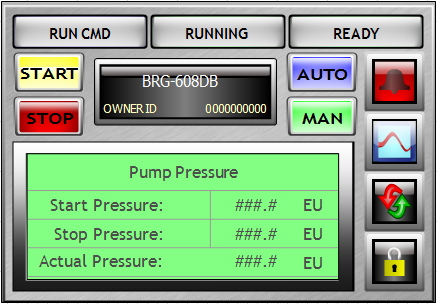 RUN CMD RUNNING READY
START BRG-608DB AUTO
STOP OWNER ID 0000000000 MAN
Pump Pressure
Start Pressure: ###.# EU
Stop Pressure: ###.# EU
Actual Pressure: ###.# EU